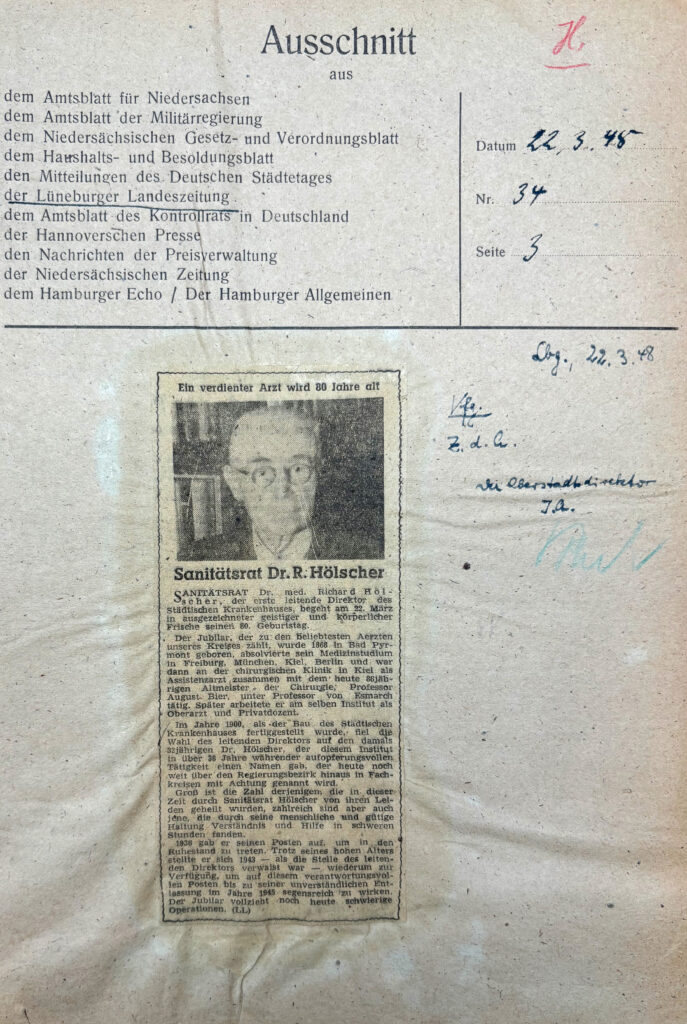 Ausschnitt
H.
aus
dem Amtsblatt für Niedersachsen
dem Amtsblatt der Militärregierung
dem Niedersächsischen Gesetz- und Verordnungsblatt
dem Haushalts- und Besoldungsblatt
den Mitteilungen des Deutschen Städtetages
der Lüneburger Landeszeitung
dem Amtsblatt des Kontrollrats in Deutschland
der Hannoverschen Presse
den Nachrichten der Preisverwaltung
der Niedersächsischen Zeitung
dem Hamburger Echo / Der Hamburger Allgemeinen
Datum 22.3.48
Nr. 34
Seite 3
Lbg., 22.3.48
Vfg.
Z. d. A.
Der Oberstadtdirektor
I.A.
Ein verdienter Arzt wird 80 Jahre alt
Sanitätsrat Dr. R. Hölscher
SANITÄTSRAT Dr. med. Richard Höl-
scher, der erste leitende Direktor des
Städtischen Krankenhauses, begeht am 22. März
in ausgezeichneter geistiger und körperlicher
Frische seinen 80. Geburtstag.
Der Jubilar, der zu den beliebtesten Aerzten
unseres Kreises zählt, wurde 1868 in Bad Pyr-
mont geboren, absolvierte sein Medizinstudium
in Freiburg, München, Kiel, Berlin und war
dann an der chirurgischen Klinik in Kiel als
Assistenzarzt zusammen mit dem heute 86jäh-
rigen Altmeister der Chirurgie, Professor
August Bier, unter Professor von Esmarch
tätig. Später arbeitete er am selben Institut als
Oberarzt und Privatdozent.
Im Jahre 1900, als der Bau des Städtischen
Krankenhauses fertiggestellt wurde, fiel die
Wahl des leitenden Direktors auf den damals
32jährigen Dr. Hölscher, der diesem Institut
in über 38 Jahre währender aufopferungsvollen
Tätigkeit einen Namen gab, der heute noch
weit über den Regierungsbezirk hinaus in Fach-
kreisen mit Achtung genannt wird.
Groß ist die Zahl derjenigen, die in dieser
Zeit durch Sanitätsrat Hölscher von ihren Lei-
den geheilt wurden, zahlreich sind aber auch
jene, die durch seine menschliche und gütige
Haltung Verständnis und Hilfe in schweren
Stunden fanden.
1938 gab er seinen Posten auf, um in den
Ruhestand zu treten. Trotz seines hohen Alters
stellte er sich 1943 — als die Stelle des leiten-
den Direktors verwaist war — wiederum zur
Verfügung, um auf diesem verantwortungsvol-
len Posten bis zu seiner unverständlichen Ent-
lassung im Jahre 1945 segensreich zu wirken.
Der Jubilar vollzieht noch heute schwierige
Operationen. (LL)